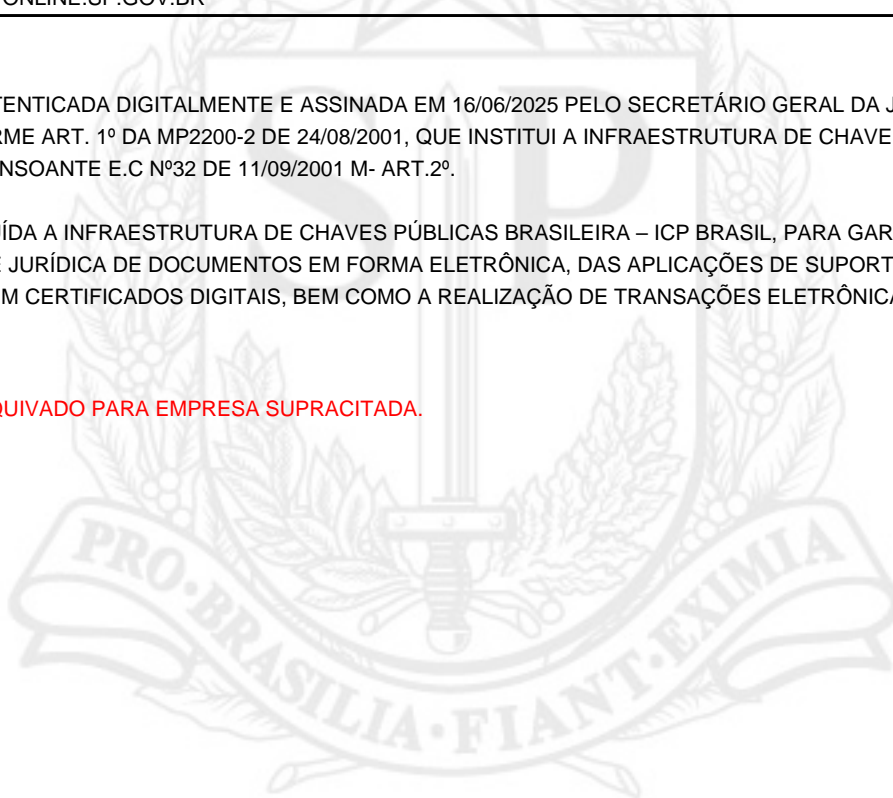 ONLINE.SP.GOV.BR
TENTICADA DIGITALMENTE E ASSINADA EM 16/06/2025 PELO SECRETÁRIO GERAL DA J
RME ART. 1º DA MP2200-2 DE 24/08/2001, QUE INSTITUI A INFRAESTRUTURA DE CHAVE
NSOANTE E.C Nº32 DE 11/09/2001 M- ART.2º.
ÍDA A INFRAESTRUTURA DE CHAVES PÚBLICAS BRASILEIRA – ICP BRASIL, PARA GAR
E JURÍDICA DE DOCUMENTOS EM FORMA ELETRÔNICA, DAS APLICAÇÕES DE SUPORT
M CERTIFICADOS DIGITAIS, BEM COMO A REALIZAÇÃO DE TRANSAÇÕES ELETRÔNICA
QUIVADO PARA EMPRESA SUPRACITADA.
SP
PRO·BRASILIA·FIANT·EXIMIA